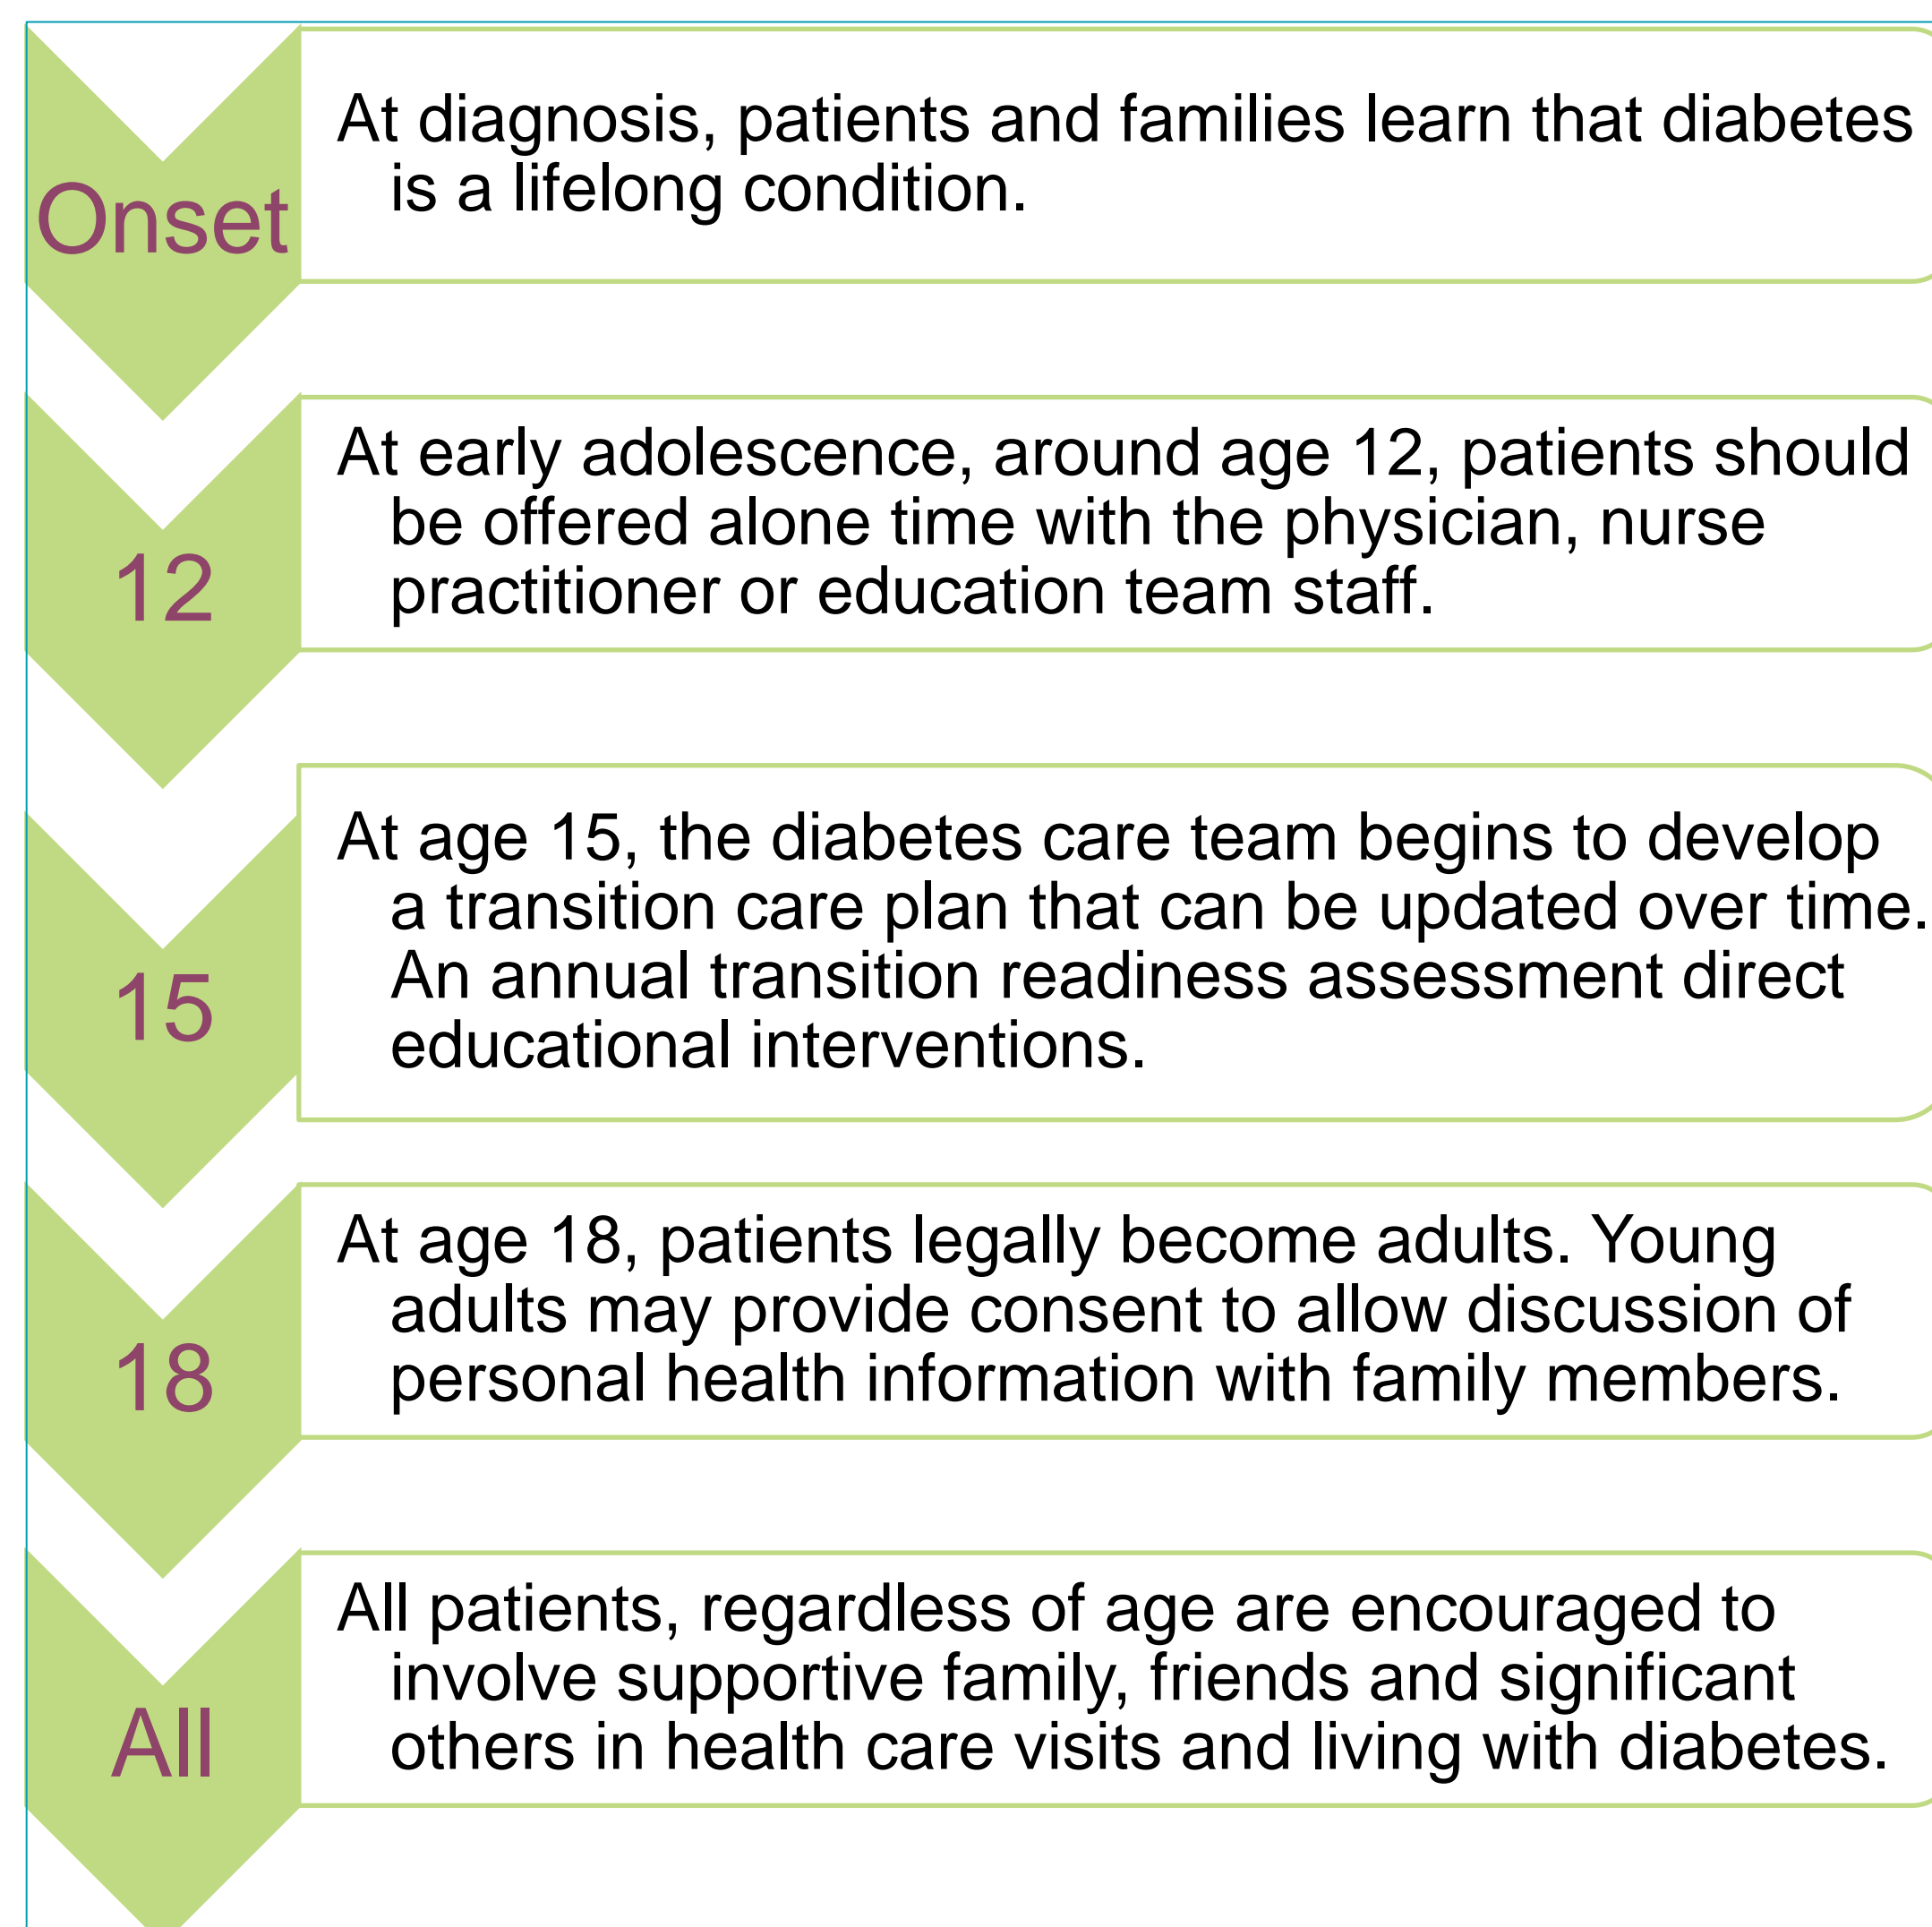 Onset
At diagnosis, patients and families learn that diabetes
is a lifelong condition.
12
At early adolescence, around age 12, patients should
be offered alone time with the physician, nurse
practitioner or education team staff.
15
At age 15, the diabetes care team begins to develop
a transition care plan that can be updated over time.
An annual transition readiness assessment direct
educational interventions.
18
At age 18, patients legally become adults. Young
adults may provide consent to allow discussion of
personal health information with family members.
All
All patients, regardless of age are encouraged to
involve supportive family, friends and significant
others in health care visits and living with diabetes.